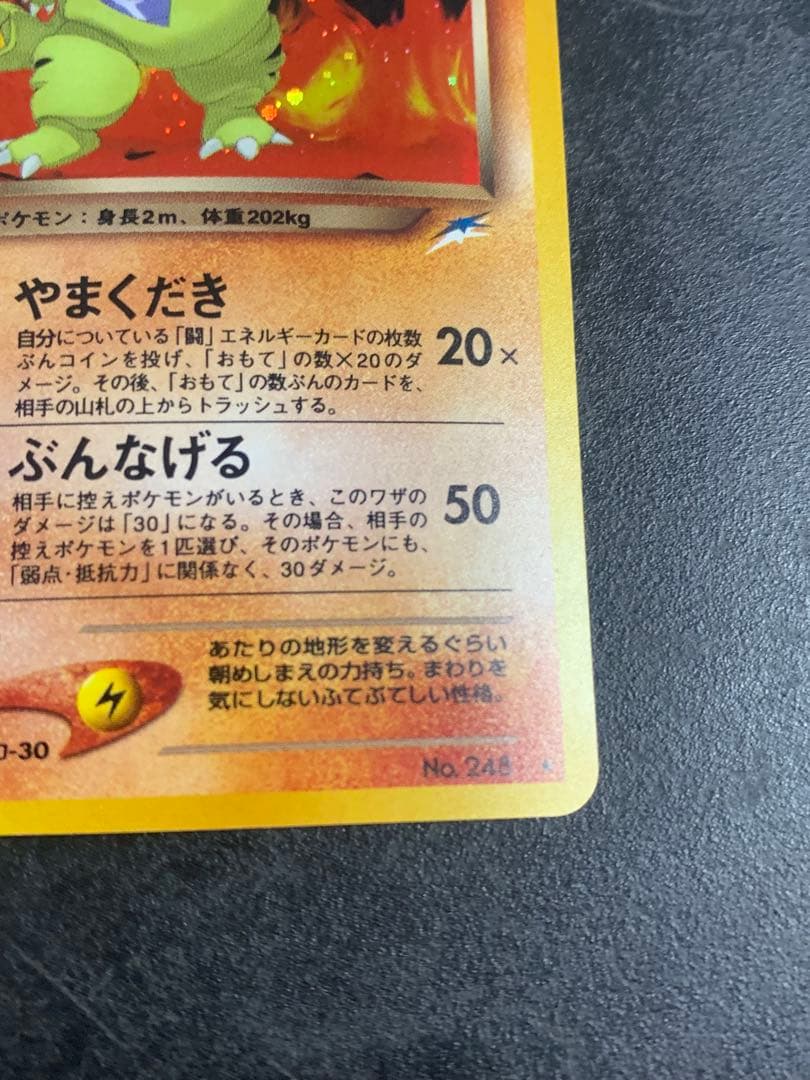 ポケモン：身長2m、体重202kg
やまくだき
自分についている「闘」エネルギーカードの枚数
ぶんコインを投げ、「おもて」の数×20のダ
メージ。その後、「おもて」の数ぶんのカードを、
相手の山札の上からトラッシュする。
20×
ぶんなげる
相手に控えポケモンがいるとき、このワザの
ダメージは「30」になる。その場合、相手の
控えポケモンを1匹選び、そのポケモンにも、
「弱点・抵抗力」に関係なく、30ダメージ。
50
あたりの地形を変えるぐらい
朝めしまえの力持ち。まわりを
気にしないふてぶてしい性格。
力-30
No. 248